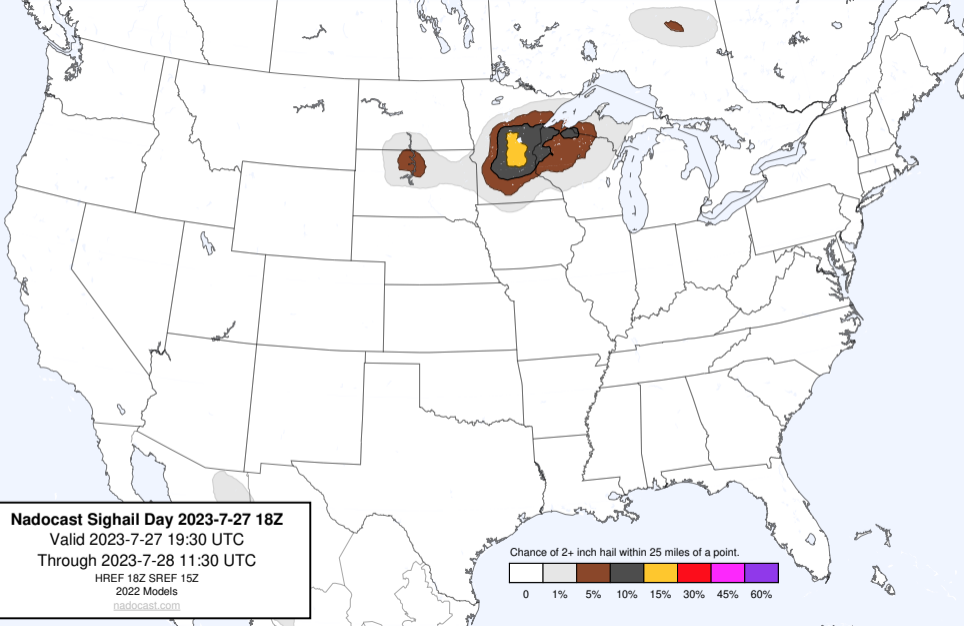 Nadocast Sighail Day 2023-7-27 18Z
Valid 2023-7-27 19:30 UTC
Through 2023-7-28 11:30 UTC
HREF 18Z SREF 15Z
2022 Models
nadocast.com
Chance of 2+ inch hail within 25 miles of a point.
0 1% 5% 10% 15% 30% 45% 60%